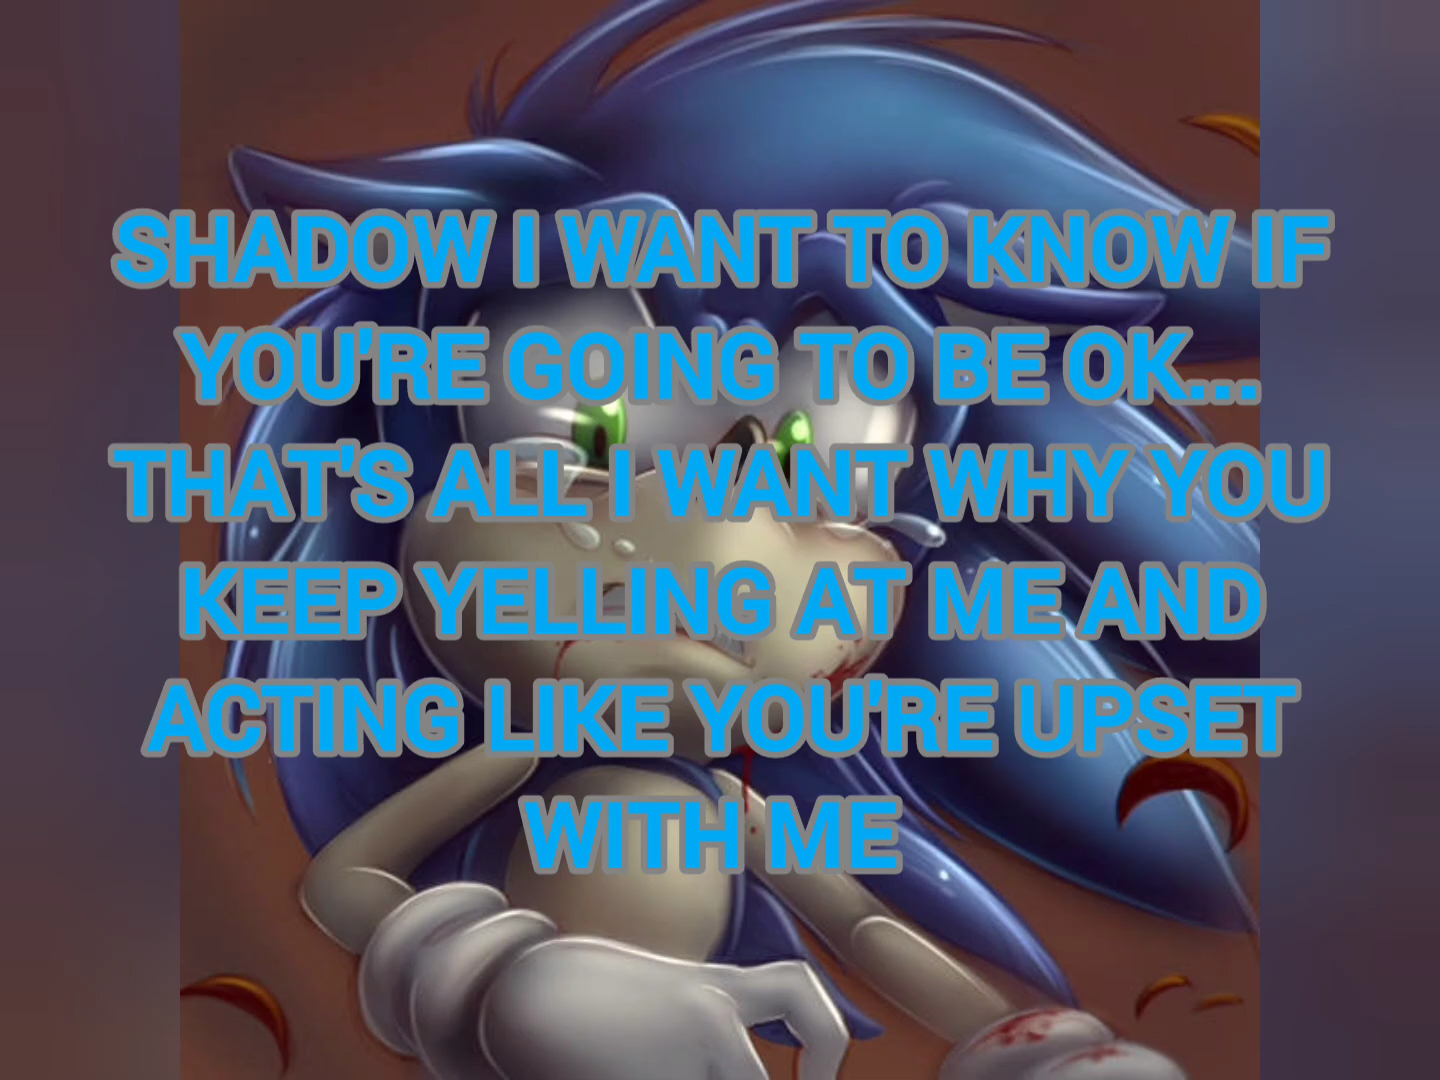 SHADOW I WANT TO KNOW IF
YOU'RE GOING TO BE OK...
THAT'S ALL I WANT WHY YOU
KEEP YELLING AT ME AND
ACTING LIKE YOU'RE UPSET
WITH ME